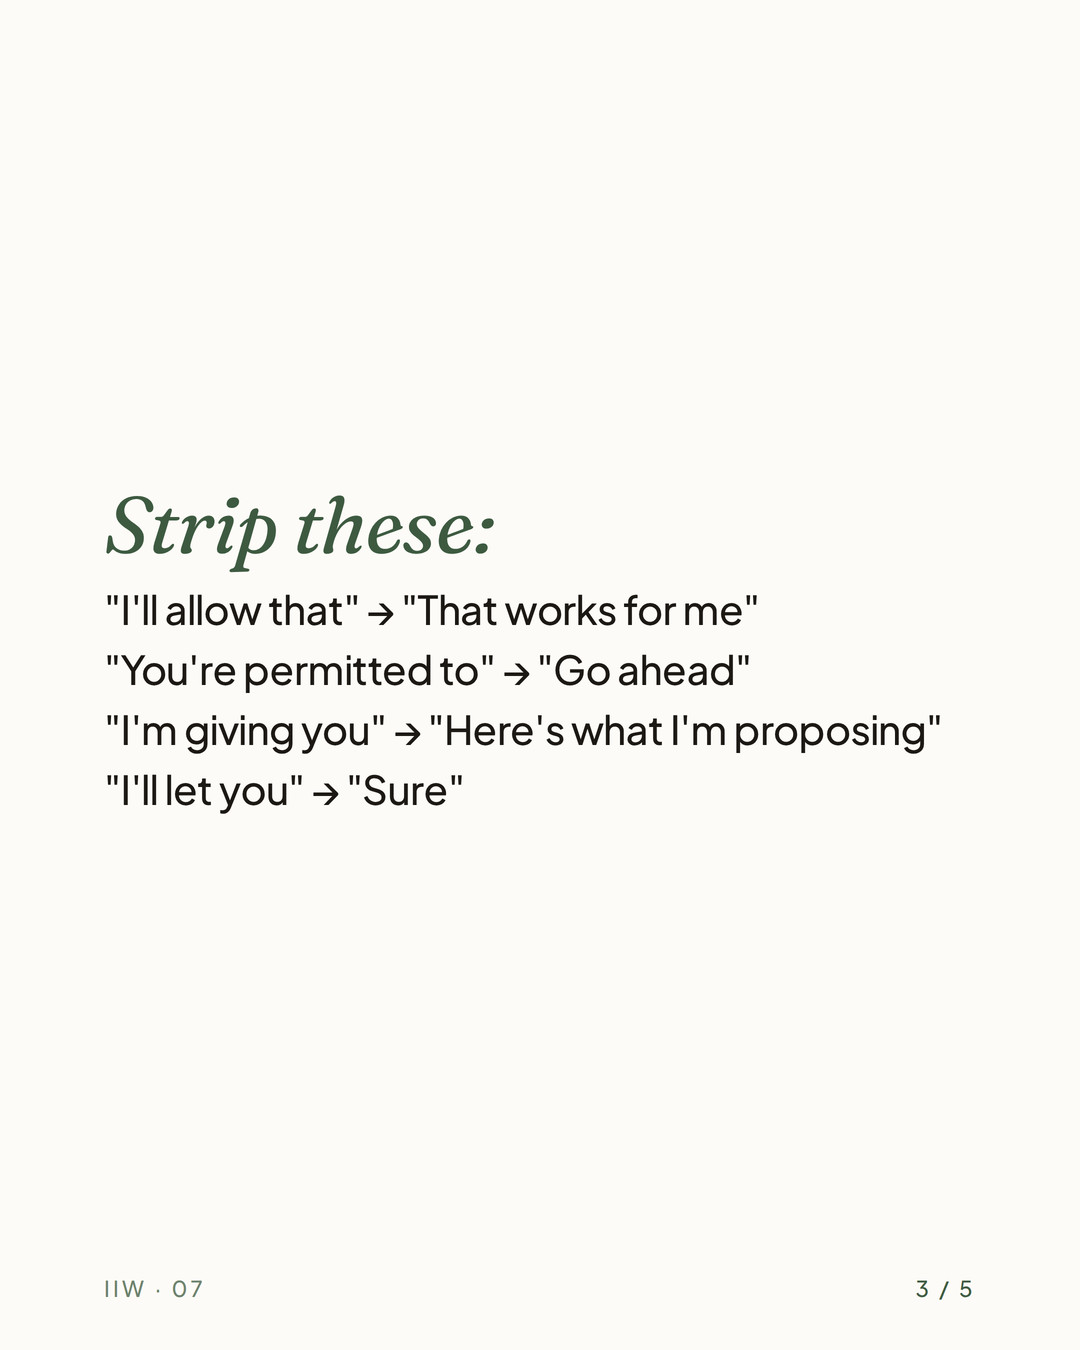 Strip these:
"I'll allow that" → "That works for me"
"You're permitted to" → "Go ahead"
"I'm giving you" → "Here's what I'm proposing"
"I'll let you" → "Sure"
IIW · 07
3 / 5